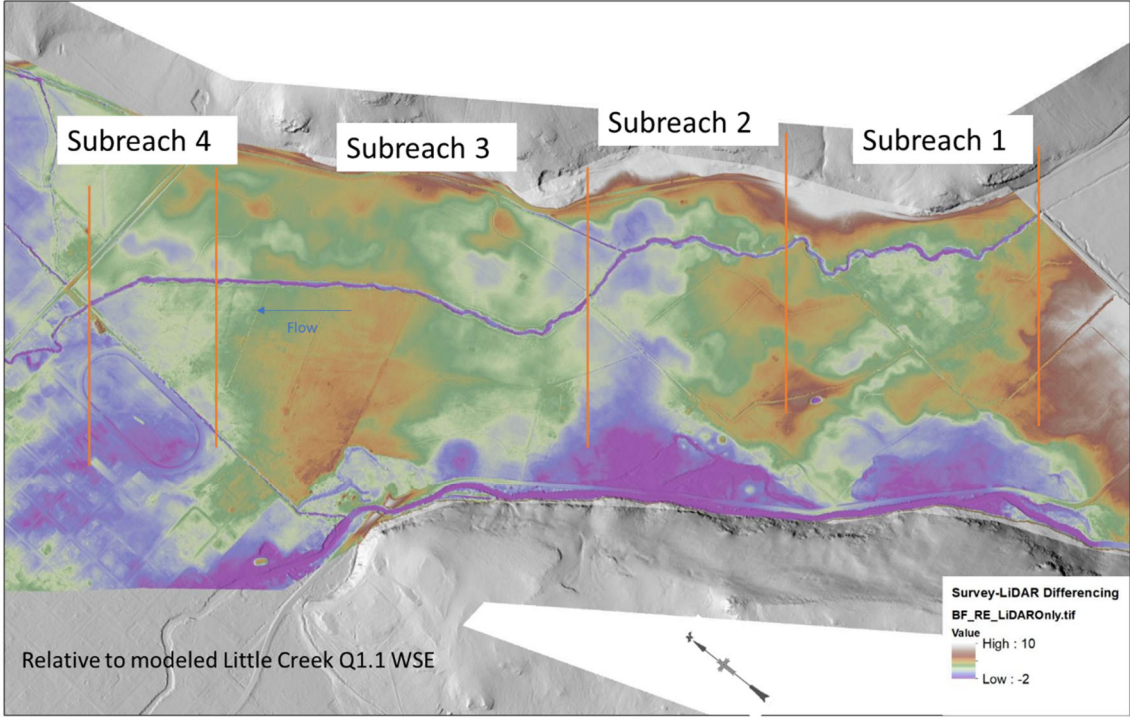 Subreach 4
Subreach 3
Subreach 2
Subreach 1
Flow
Relative to modeled Little Creek Q1.1 WSE
Survey-LiDAR Differencing
BF_RE_LiDAROnly.tif
Value
High : 10
Low : -2